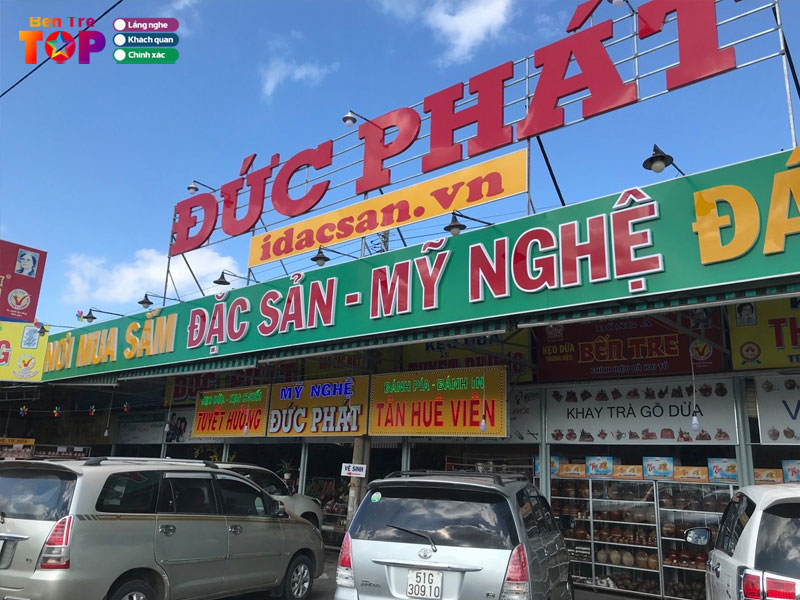 Bến Tre
TOP
Lắng nghe
Khách quan
Chính xác
ĐỨC PHÁT
idacsan.vn
NƠI MUA SẮM ĐẶC SẢN - MỸ NGHỆ
KẸO DỪA
BẾN TRE
TUYẾT HƯỜNG
MỸ NGHỆ
ĐỨC PHÁT
BÁNH PÍA - BÁNH IN
TÂN HUÊ VIÊN
KHAY TRÀ GỖ DỪA
VỆ SINH
51G
309.10